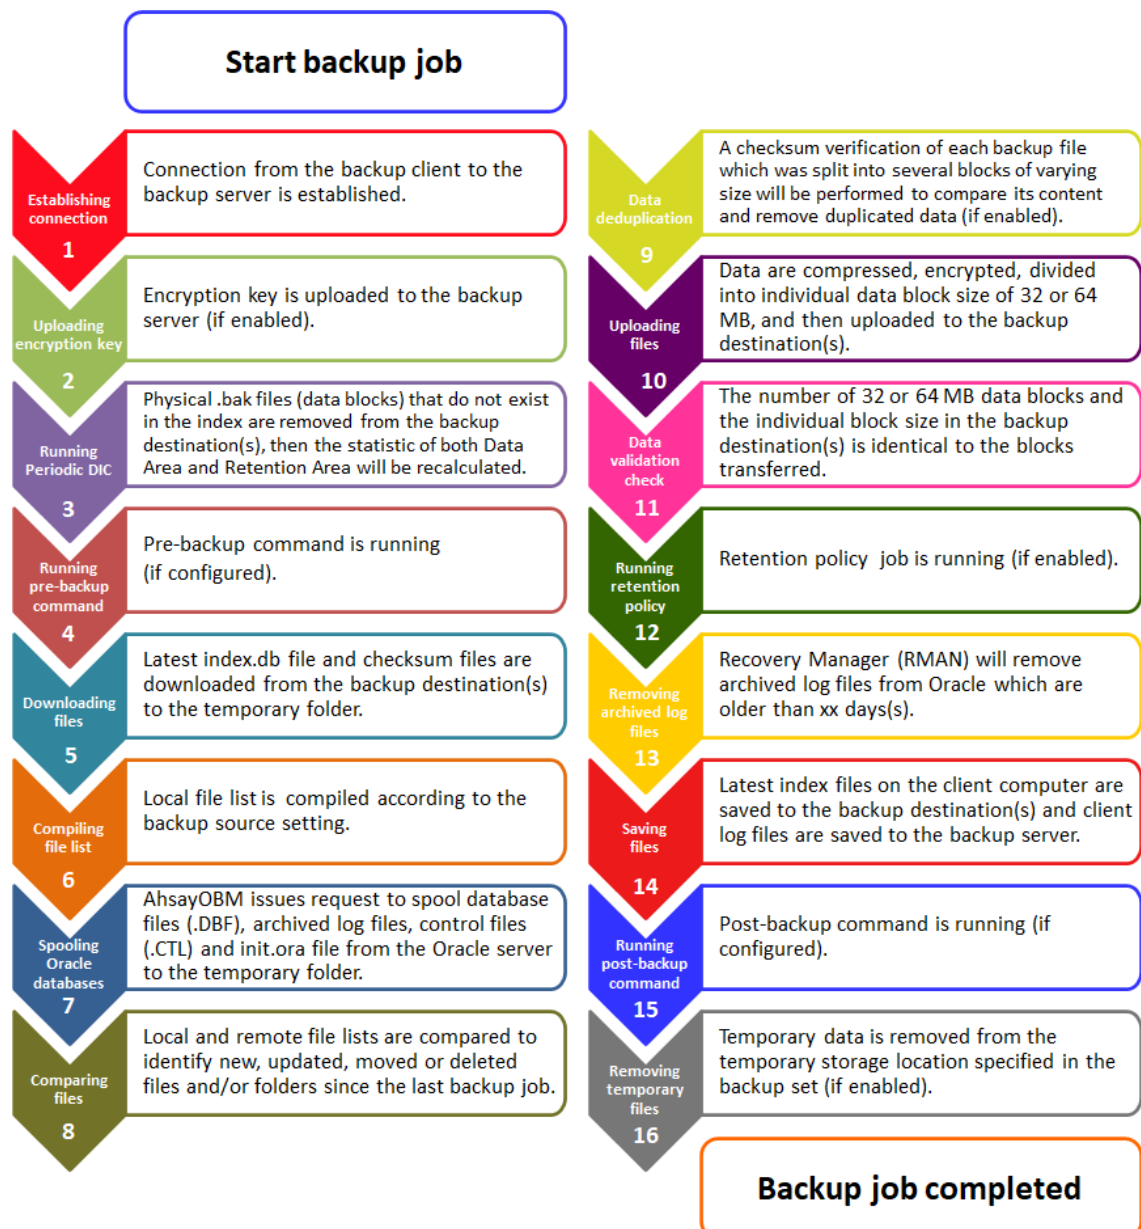 Start backup job
Establishing
connection
1
Connection from the backup client to the
backup server is established.
Uploading
encryption key
2
Encryption key is uploaded to the backup
server (if enabled).
Running
Periodic DIC
3
Physical .bak files (data blocks) that do not exist
in the index are removed from the backup
destination(s), then the statistic of both Data
Area and Retention Area will be recalculated.
Running
pre-backup
command
4
Pre-backup command is running
(if configured).
Downloading
files
5
Latest index.db file and checksum files are
downloaded from the backup destination(s)
to the temporary folder.
Compiling
file list
6
Local file list is compiled according to the
backup source setting.
Spooling
Oracle
databases
7
AhsayOBM issues request to spool database
files (.DBF), archived log files, control files
(.CTL) and init.ora file from the Oracle server
to the temporary folder.
Comparing
files
8
Local and remote file lists are compared to
identify new, updated, moved or deleted
files and/or folders since the last backup job.
Data
deduplication
9
A checksum verification of each backup file
which was split into several blocks of varying
size will be performed to compare its content
and remove duplicated data (if enabled).
Uploading
files
10
Data are compressed, encrypted, divided
into individual data block size of 32 or 64
MB, and then uploaded to the backup
destination(s).
Data
validation
check
11
The number of 32 or 64 MB data blocks and
the individual block size in the backup
destination(s) is identical to the blocks
transferred.
Running
retention
policy
12
Retention policy job is running (if enabled).
Removing
archived log
files
13
Recovery Manager (RMAN) will remove
archived log files from Oracle which are
older than xx days(s).
Saving
files
14
Latest index files on the client computer are
saved to the backup destination(s) and client
log files are saved to the backup server.
Running
post-backup
command
15
Post-backup command is running (if
configured).
Removing
temporary
files
16
Temporary data is removed from the
temporary storage location specified in the
backup set (if enabled).
Backup job completed